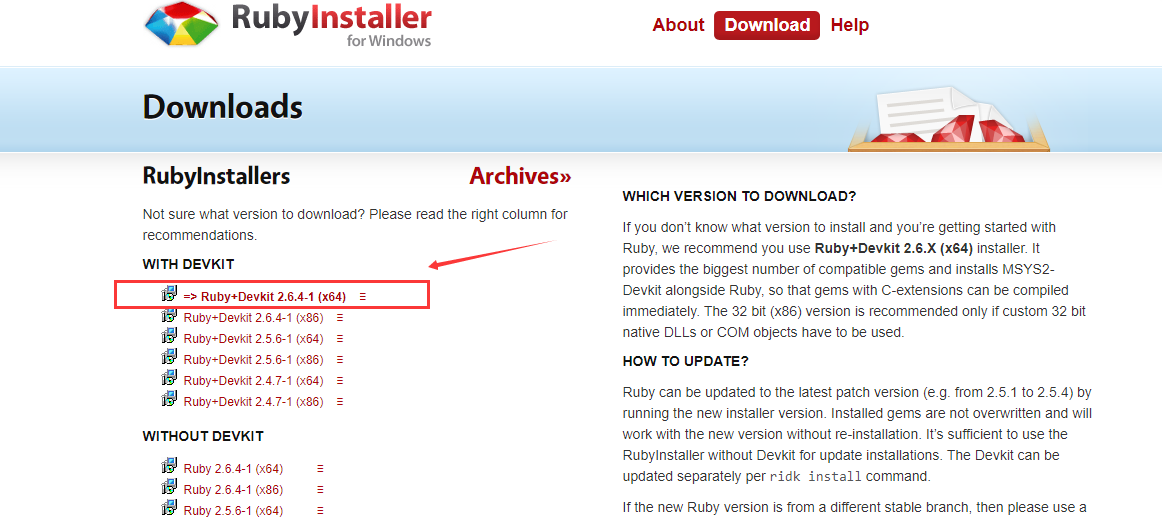 RubyInstaller
for Windows
About Download Help
Downloads
RubyInstallers
Archives»
Not sure what version to download? Please read the right column for
recommendations.
WITH DEVKIT
=> Ruby+Devkit 2.6.4-1 (x64)
Ruby+Devkit 2.6.4-1 (x86)
Ruby+Devkit 2.5.6-1 (x64)
Ruby+Devkit 2.5.6-1 (x86)
Ruby+Devkit 2.4.7-1 (x64)
Ruby+Devkit 2.4.7-1 (x86)
WITHOUT DEVKIT
Ruby 2.6.4-1 (x64)
Ruby 2.6.4-1 (x86)
Ruby 2.5.6-1 (x64)
WHICH VERSION TO DOWNLOAD?
If you don’t know what version to install and you’re getting started with
Ruby, we recommend you use Ruby+Devkit 2.6.X (x64) installer. It
provides the biggest number of compatible gems and installs MSYS2-
Devkit alongside Ruby, so that gems with C-extensions can be compiled
immediately. The 32 bit (x86) version is recommended only if custom 32 bit
native DLLs or COM objects have to be used.
HOW TO UPDATE?
Ruby can be updated to the latest patch version (e.g. from 2.5.1 to 2.5.4) by
running the new installer version. Installed gems are not overwritten and will
work with the new version without re-installation. It’s sufficient to use the
RubyInstaller without Devkit for update installations. The Devkit can be
updated separately per ridk install command.
If the new Ruby version is from a different stable branch, then please use a